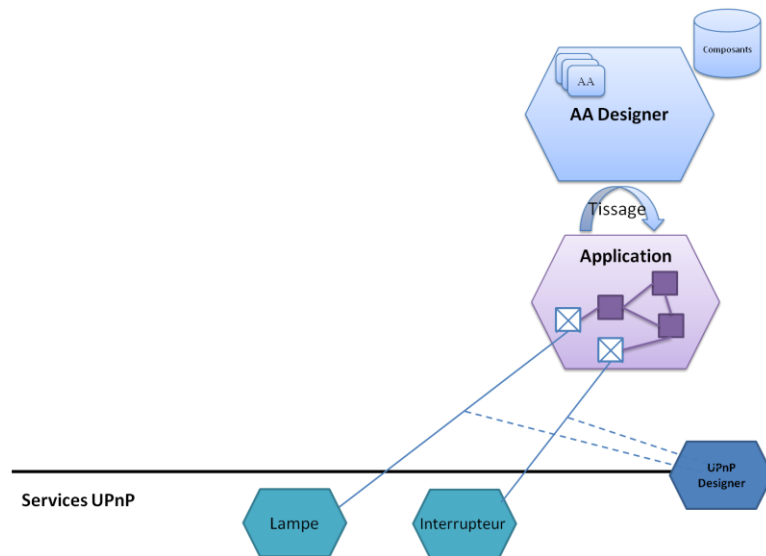 Composants
AA
AA Designer
Tissage
Application
UPnP
Designer
Services UPnP
Lampe
Interrupteur